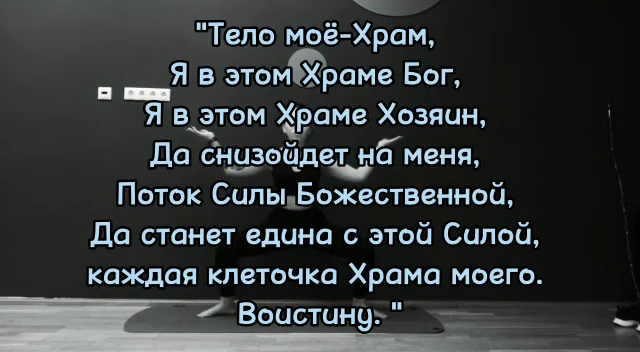 "Тело моё-Храм,
Я в этом Храме Бог,
Я в этом Храме Хозяин,
Да снизойдет на меня,
Поток Силы Божественной,
Да станет едина с этой Силой,
каждая клеточка Храма моего.
Воистину. "